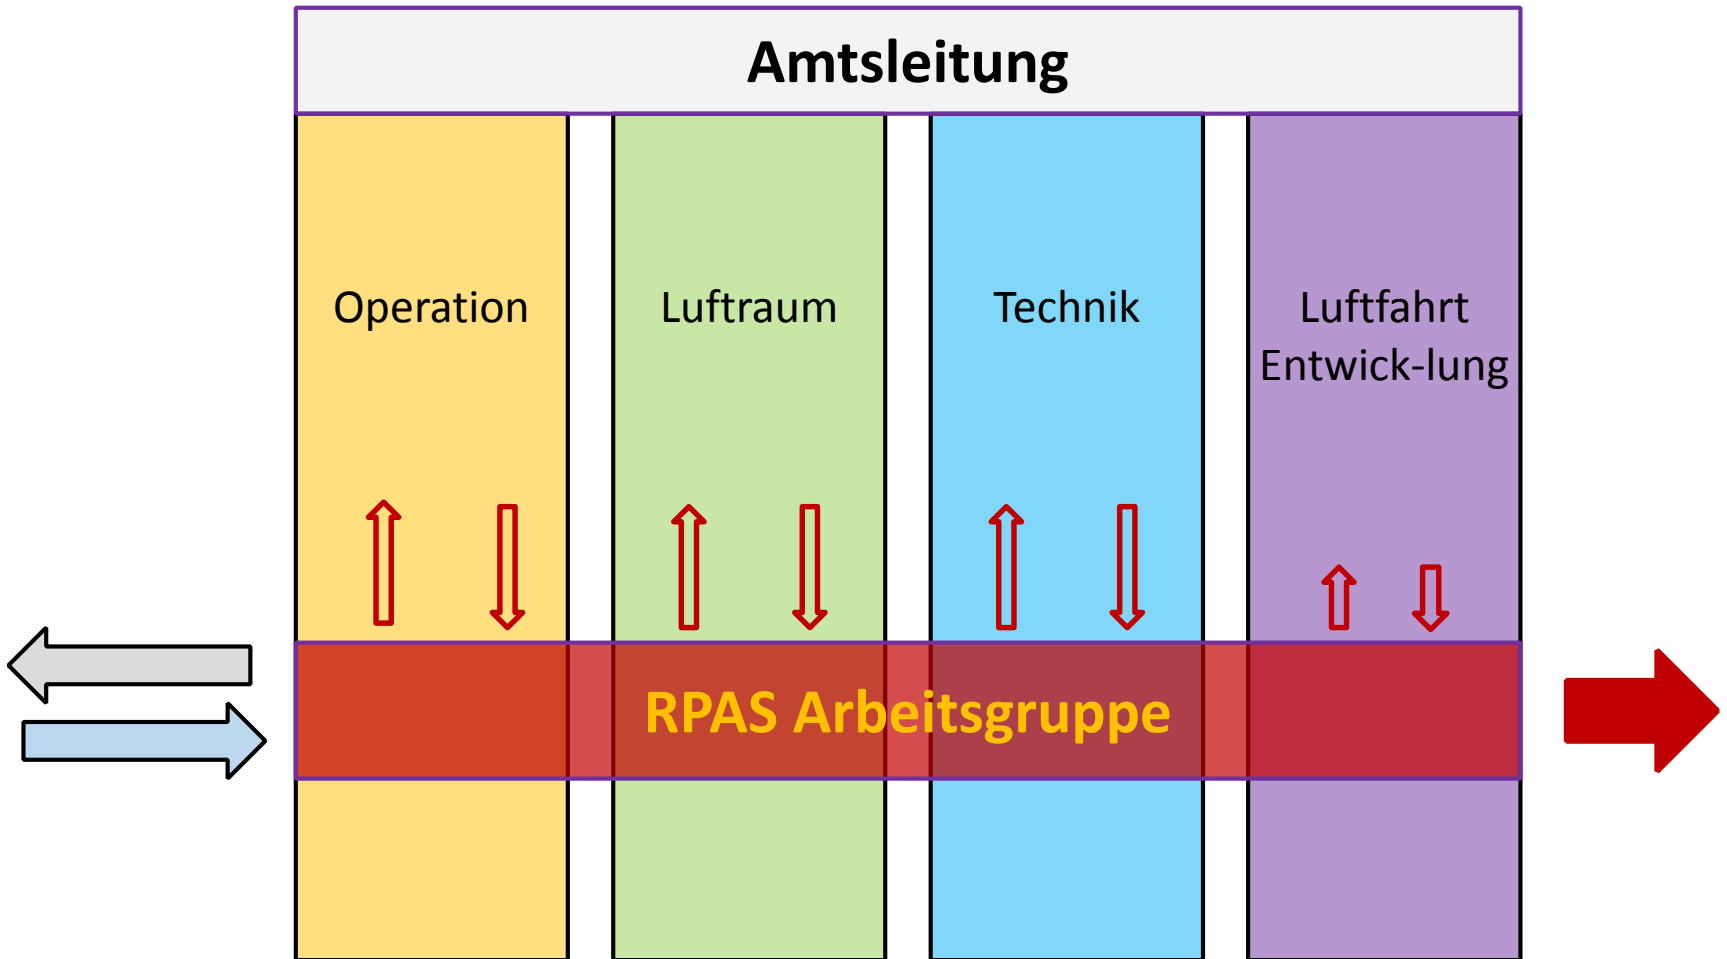 Amtsleitung
Operation
Luftraum
Technik
Luftfahrt
Entwick-lung
RPAS Arbeitsgruppe